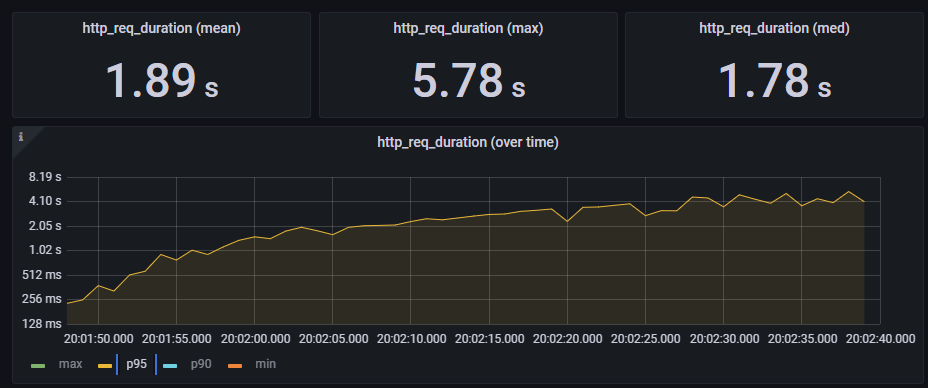 http_req_duration (mean) http_req_duration (max) http_req_duration (med)
1.89 s 5.78 s 1.78 s
i
http_req_duration (over time)
8.19 s
4.10 s
2.05 s
1.02 s
512 ms
256 ms
128 ms
20:01:50.000 20:01:55.000 20:02:00.000 20:02:05.000 20:02:10.000 20:02:15.000 20:02:20.000 20:02:25.000 20:02:30.000 20:02:35.000 20:02:40.000
max p95 p90 min